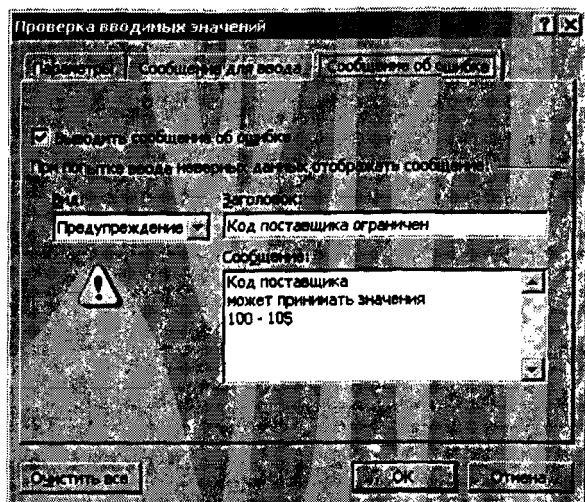 Проверка вводимых значений
Параметры Сообщение для ввода Сообщение об ошибке
Выводить сообщение об ошибке
При попытке ввода неверных данных отображать сообщение:
Вид: Заголовок:
Предупреждение Код поставщика ограничен
Сообщение:
Код поставщика
может принимать значения
100 - 105
Очистить все ОК Отмена